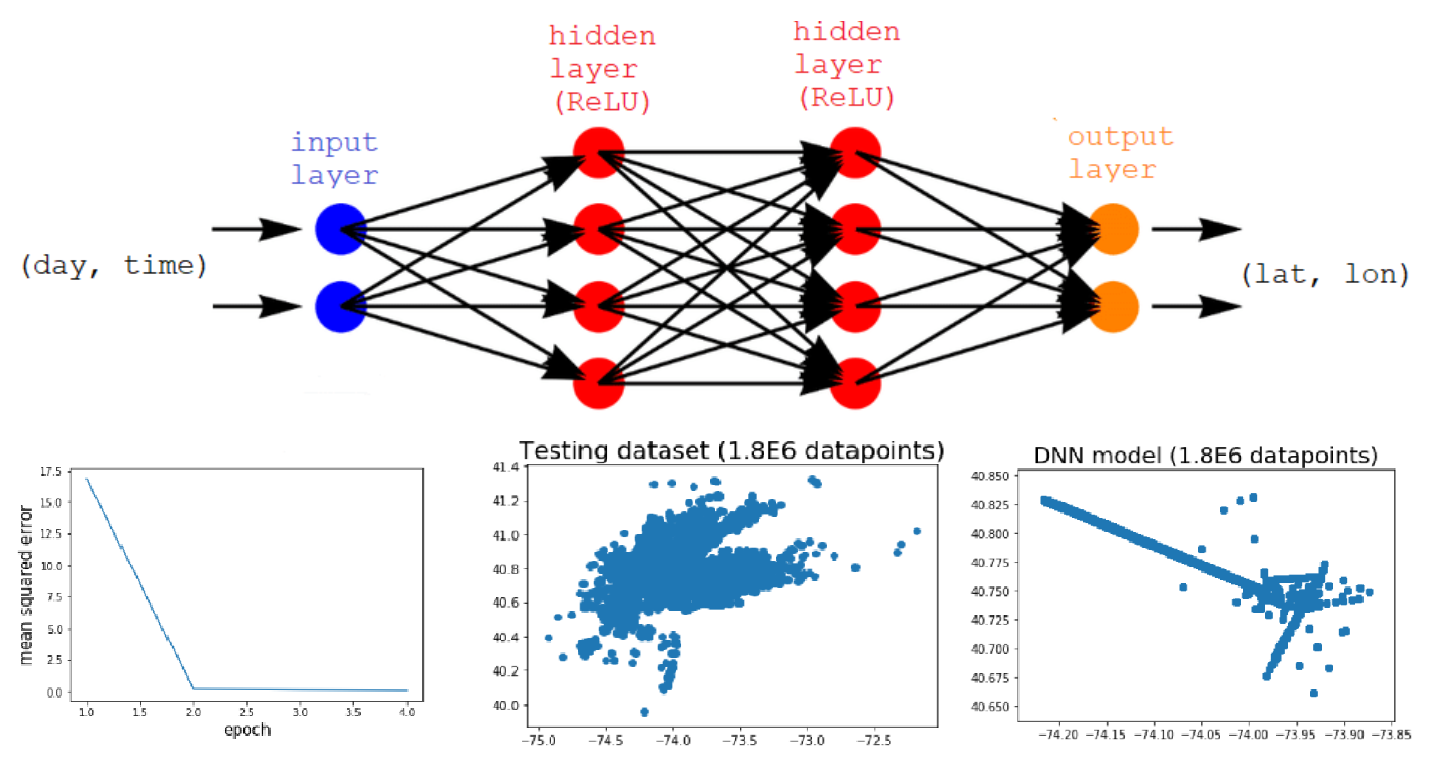 hidden
layer
(ReLU)
hidden
layer
(ReLU)
input
layer
output
layer
(day, time)
(lat, lon)
17.5
15.0
12.5
10.0
7.5
5.0
2.5
0.0
mean squared error
1.0 1.5 2.0 2.5 3.0 3.5 4.0
epoch
Testing dataset (1.8E6 datapoints)
41.4
41.2
41.0
40.8
40.6
40.4
40.2
40.0
−75.0 −74.5 −74.0 −73.5 −73.0 −72.5
DNN model (1.8E6 datapoints)
40.850
40.825
40.800
40.775
40.750
40.725
40.700
40.675
40.650
−74.20 −74.15 −74.10 −74.05 −74.00 −73.95 −73.90 −73.85